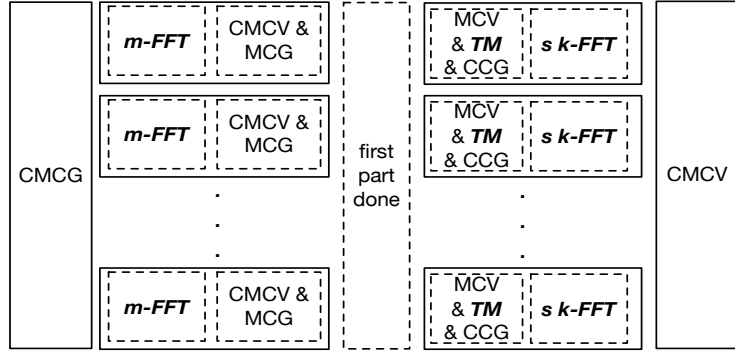 CMCG
m-FFT
CMCV &
MCG
m-FFT
CMCV &
MCG
.
.
.
m-FFT
CMCV &
MCG
first
part
done
MCV
& TM
& CCG
s k-FFT
MCV
& TM
& CCG
s k-FFT
.
.
.
MCV
& TM
& CCG
s k-FFT
CMCV